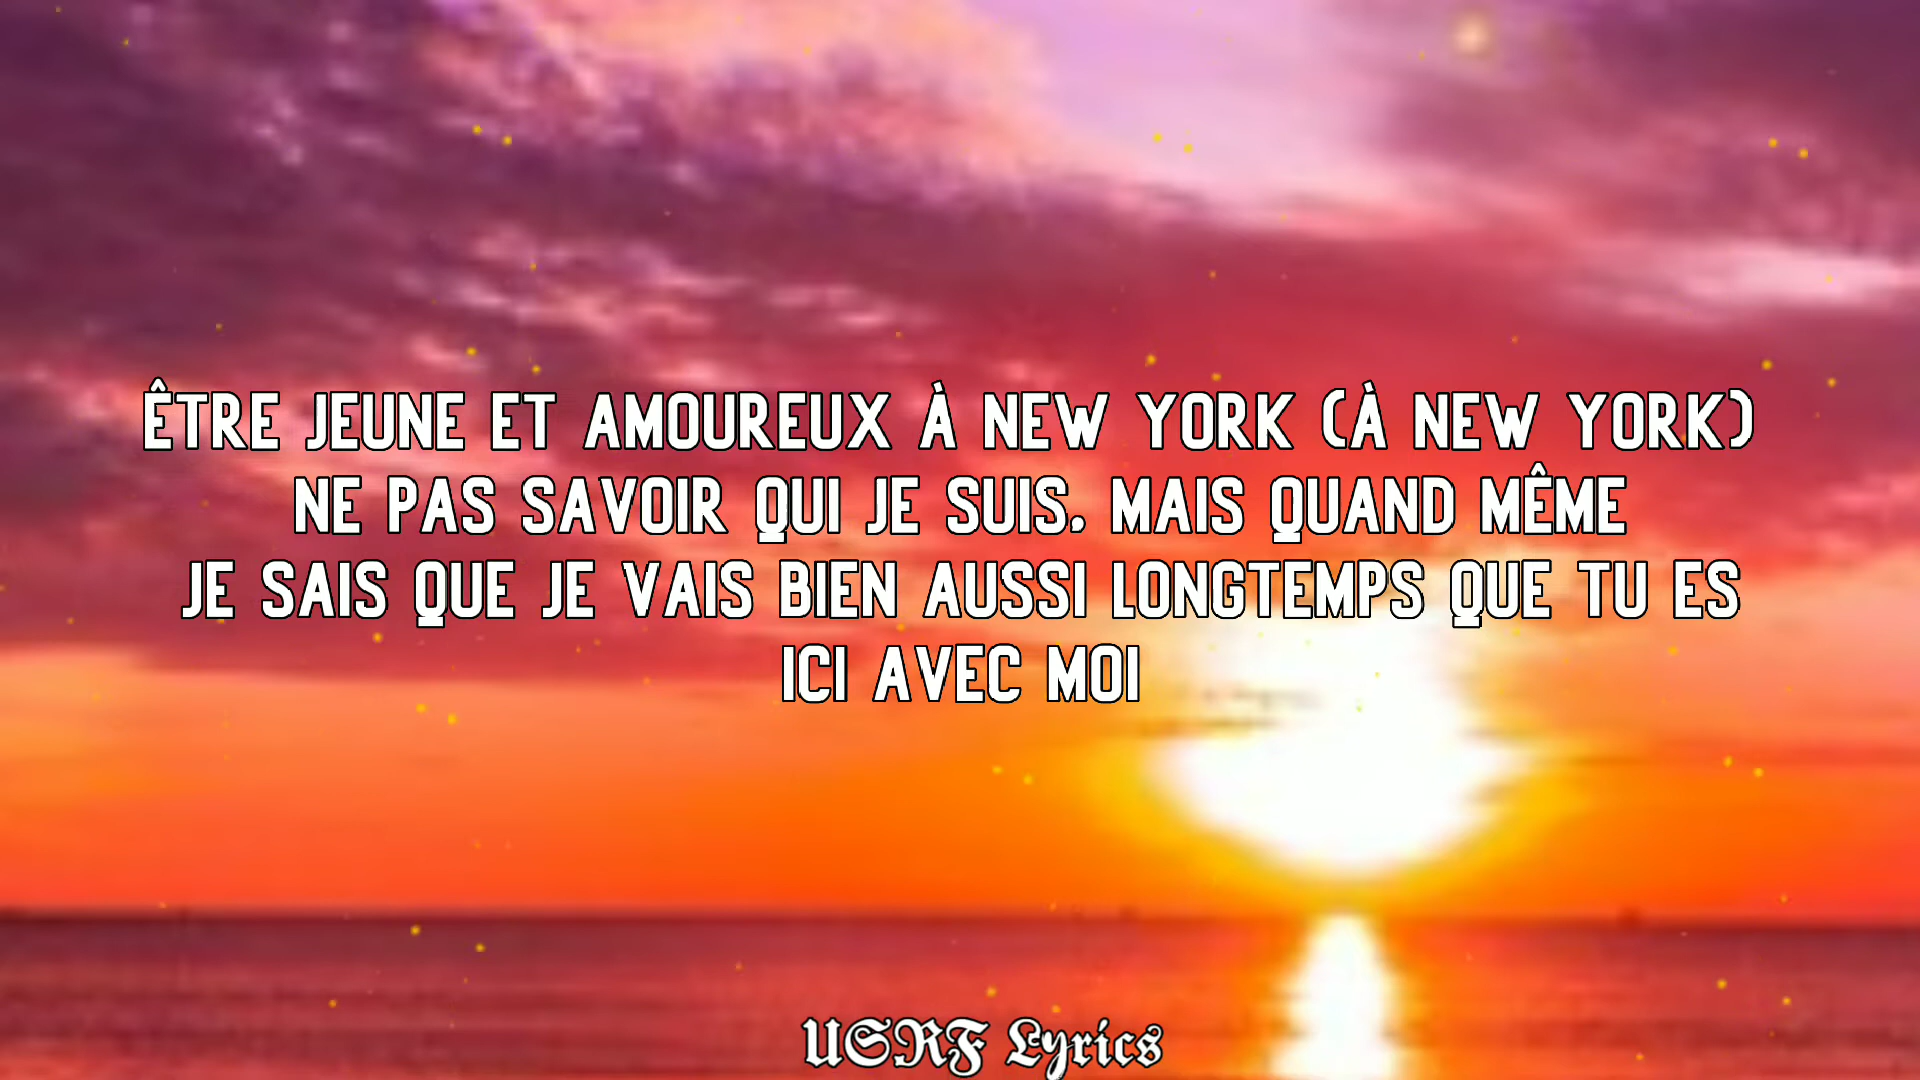 ÊTRE JEUNE ET AMOUREUX À NEW YORK (À NEW YORK)
NE PAS SAVOIR QUI JE SUIS, MAIS QUAND MÊME
JE SAIS QUE JE VAIS BIEN AUSSI LONGTEMPS QUE TU ES
ICI AVEC MOI
USRF Lyrics